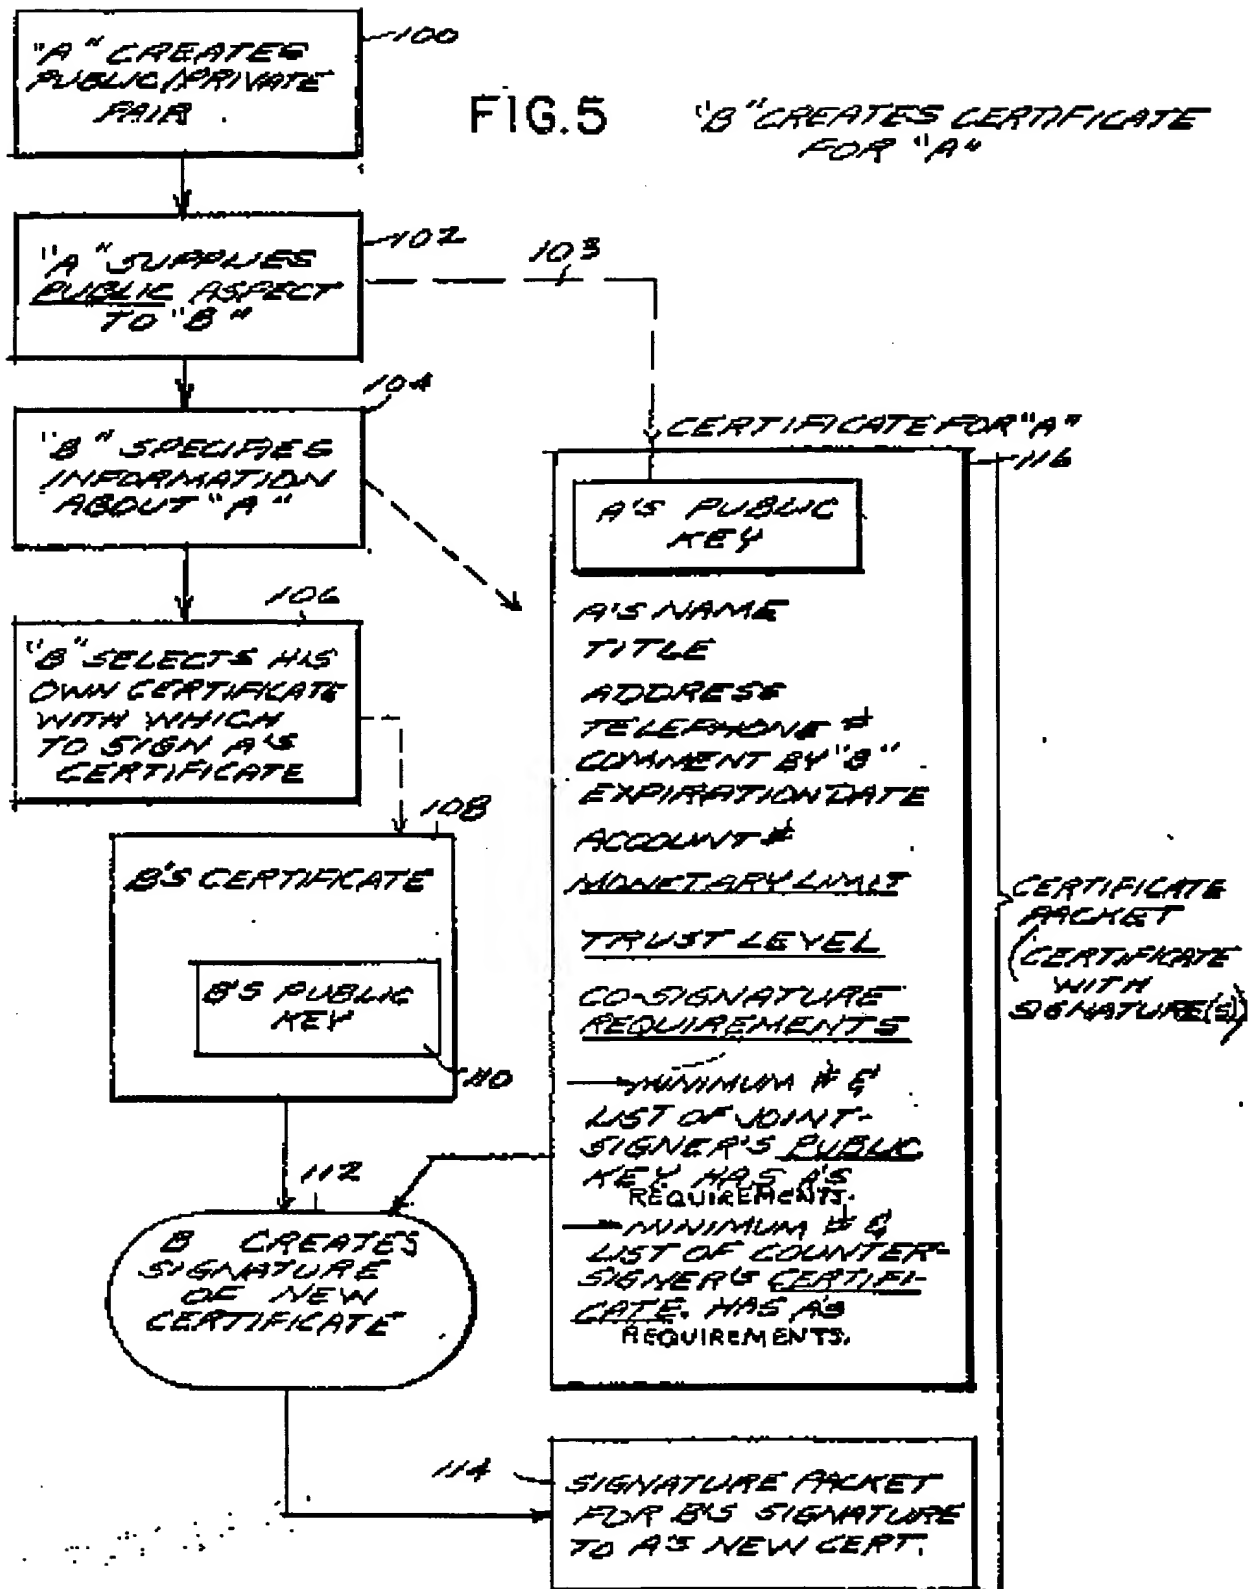 "A" CREATES
PUBLIC/PRIVATE
PAIR
100
FIG.5
"B" CREATES CERTIFICATE
FOR "A"
"A" SUPPLIES
PUBLIC ASPECT
TO "B"
102
103
"B" SPECIFIES
INFORMATION
ABOUT "A"
104
"B" SELECTS HIS
OWN CERTIFICATE
WITH WHICH
TO SIGN A'S
CERTIFICATE
106
B'S CERTIFICATE
108
B'S PUBLIC
KEY
110
B CREATES
SIGNATURE
OF NEW
CERTIFICATE
112
CERTIFICATE FOR "A"
116
A'S PUBLIC
KEY
A'S NAME
TITLE
ADDRESS
TELEPHONE #
COMMENT BY "B"
EXPIRATION DATE
ACCOUNT #
MONETARY LIMIT
TRUST LEVEL
CO-SIGNATURE
REQUIREMENTS
MINIMUM # &
LIST OF JOINT-
SIGNER'S PUBLIC
KEY. HAS A'S
REQUIREMENTS.
MINIMUM # &
LIST OF COUNTER-
SIGNER'S CERTIFI-
CATE. HAS A'S
REQUIREMENTS.
CERTIFICATE
PACKET
(CERTIFICATE
WITH
SIGNATURE(S))
114
SIGNATURE PACKET
FOR B'S SIGNATURE
TO A'S NEW CERT.